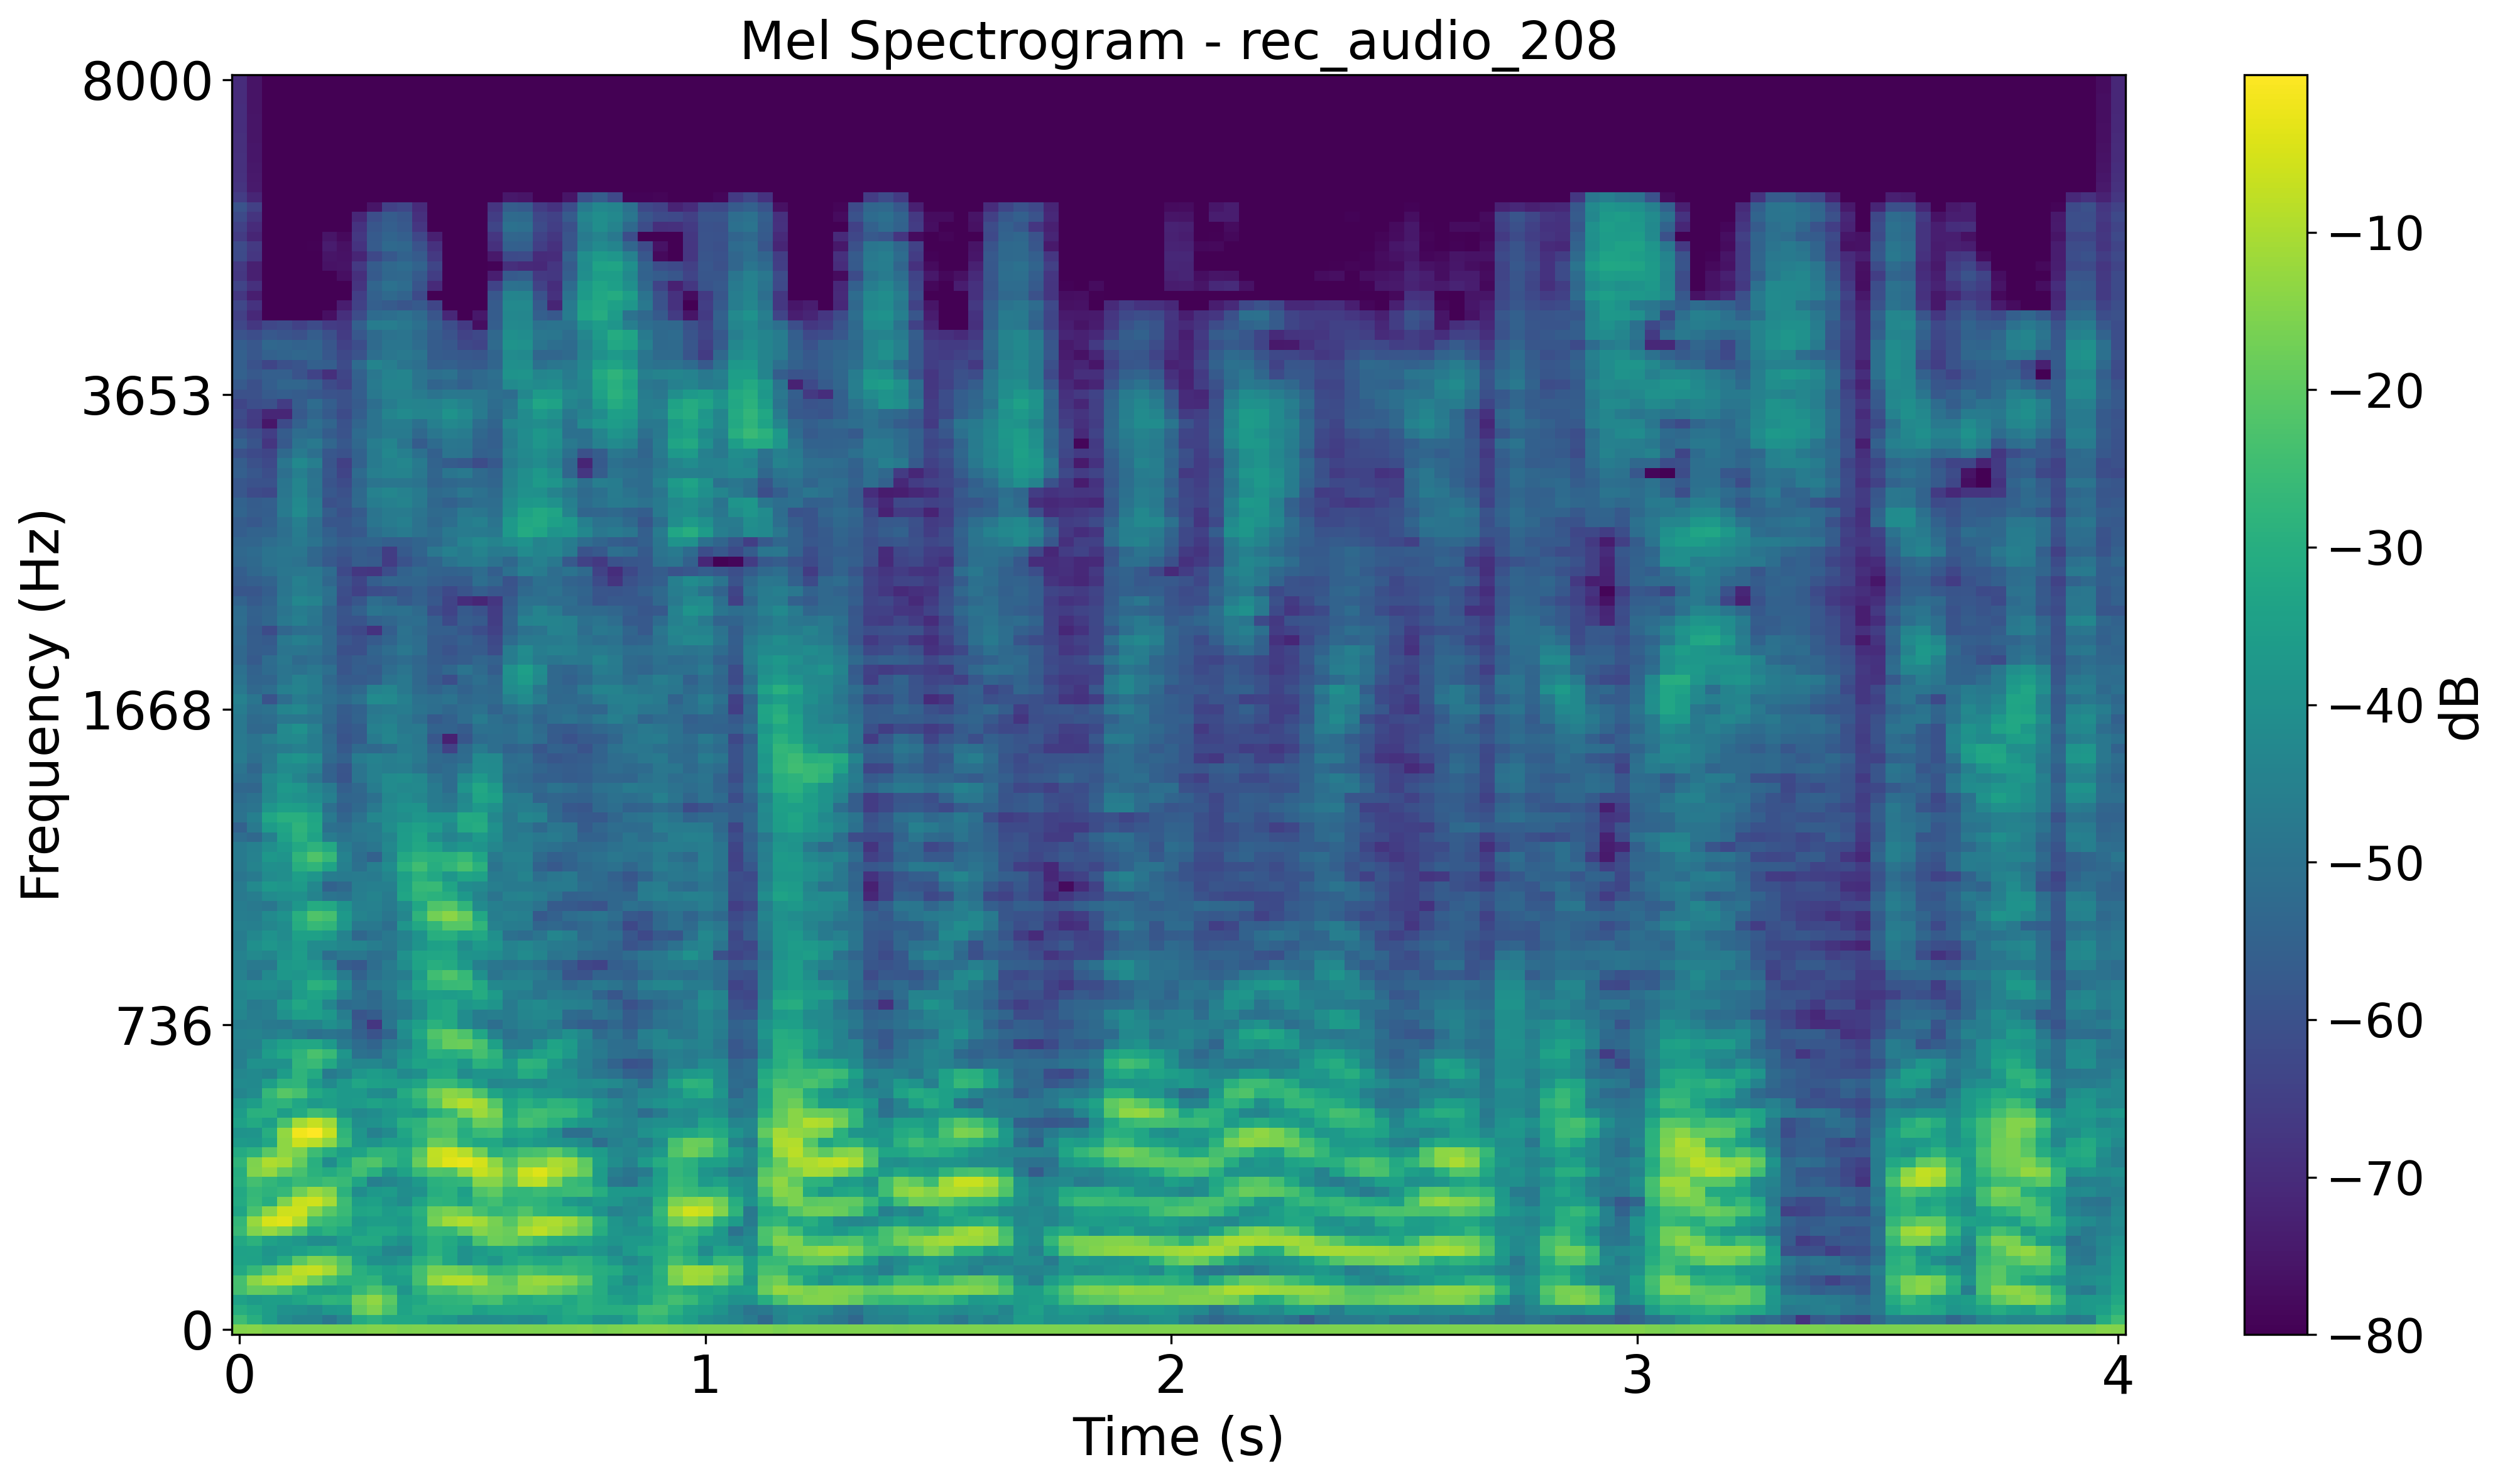 Mel Spectrogram - rec_audio_208
8000
3653
1668
736
0
Frequency (Hz)
0 1 2 3 4
Time (s)
−10
−20
−30
−40
−50
−60
−70
−80
dB